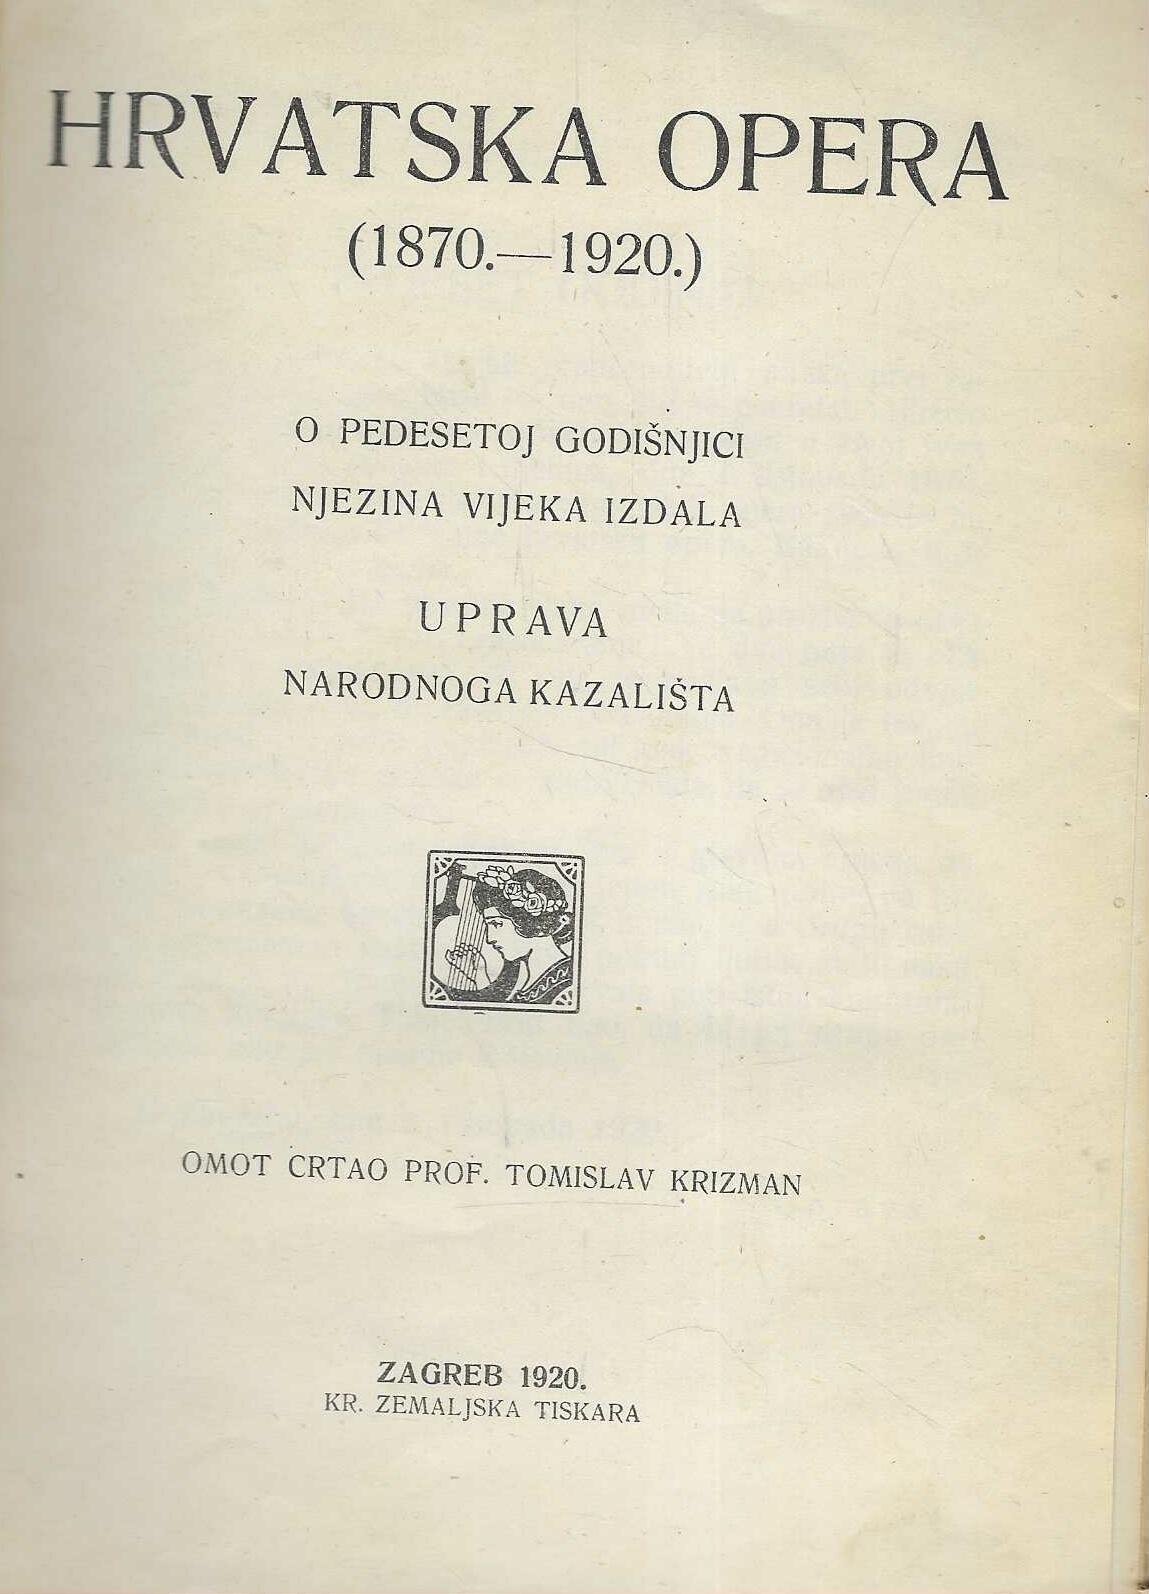 HRVATSKA OPERA
(1870.—1920.)
O PEDESETOJ GODIŠNJICI
NJEZINA VIJEKA IZDALA
UPRAVA
NARODNOGA KAZALIŠTA
OMOT CRTAO PROF. TOMISLAV KRIZMAN
ZAGREB 1920.
KR. ZEMALJSKA TISKARA